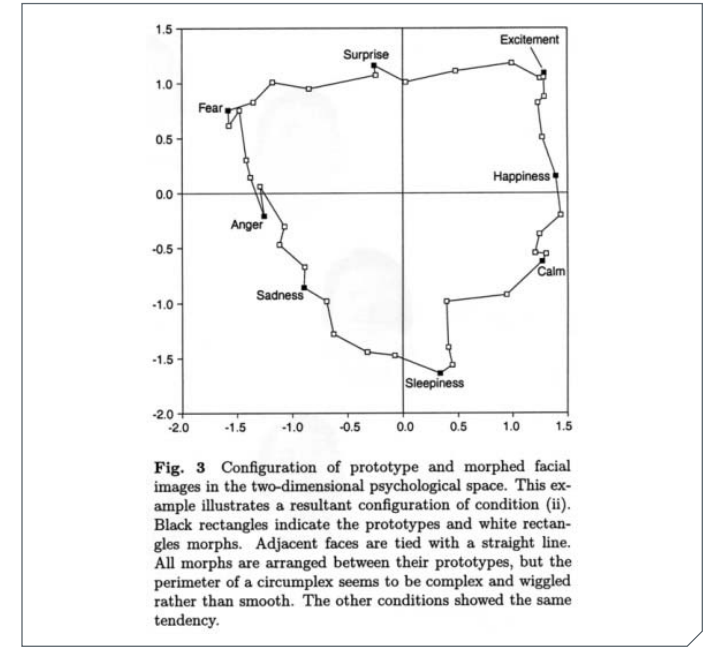 1.5
Excitement
Surprise
1.0
Fear
0.5
Happiness
0.0
Anger
-0.5
Calm
Sadness
-1.0
-1.5
Sleepiness
-2.0
-2.0 -1.5 -1.0 -0.5 0.0 0.5 1.0 1.5
Fig. 3 Configuration of prototype and morphed facial
images in the two-dimensional psychological space. This ex-
ample illustrates a resultant configuration of condition (ii).
Black rectangles indicate the prototypes and white rectan-
gles morphs. Adjacent faces are tied with a straight line.
All morphs are arranged between their prototypes, but the
perimeter of a circumplex seems to be complex and wiggled
rather than smooth. The other conditions showed the same
tendency.